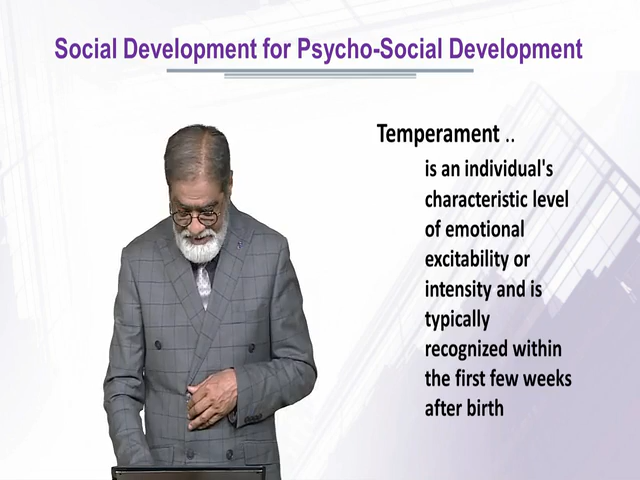 Social Development for Psycho-Social Development
Temperament ..
is an individual's
characteristic level
of emotional
excitability or
intensity and is
typically
recognized within
the first few weeks
after birth